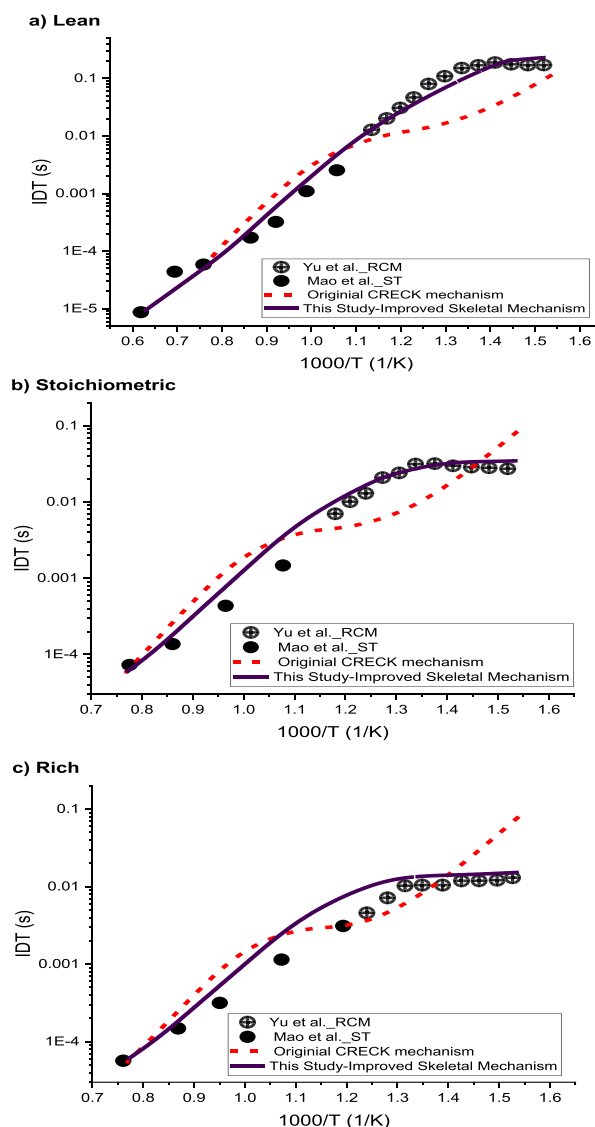 a) Lean
0.1
0.01
0.001
1E-4
1E-5
IDT (s)
Yu et al._RCM
Mao et al._ST
Originial CRECK mechanism
This Study-Improved Skeletal Mechanism
0.6 0.7 0.8 0.9 1.0 1.1 1.2 1.3 1.4 1.5 1.6
1000/T (1/K)
b) Stoichiometric
0.1
0.01
0.001
1E-4
IDT (s)
Yu et al._RCM
Mao et al._ST
Originial CRECK mechanism
This Study-Improved Skeletal Mechanism
0.7 0.8 0.9 1.0 1.1 1.2 1.3 1.4 1.5 1.6
1000/T (1/K)
c) Rich
0.1
0.01
0.001
1E-4
IDT (s)
Yu et al._RCM
Mao et al._ST
Originial CRECK mechanism
This Study-Improved Skeletal Mechanism
0.7 0.8 0.9 1.0 1.1 1.2 1.3 1.4 1.5 1.6
1000/T (1/K)